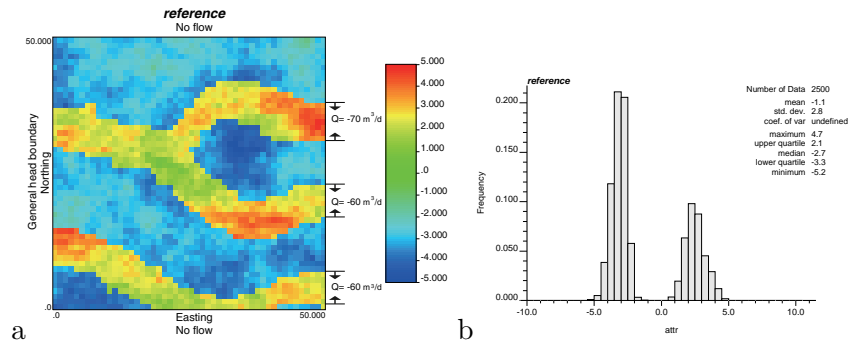 reference
No flow
50.000
General head boundary
Northing
.0
.0
Easting
50.000
No flow
Q= -70 m³/d
Q= -60 m³/d
Q= -60 m³/d
5.000
4.000
3.000
2.000
1.000
.0
-1.000
-2.000
-3.000
-4.000
-5.000
a
reference
Frequency
0.200
0.150
0.100
0.050
0.000
-10.0
-5.0
0.0
5.0
10.0
attr
Number of Data 2500
mean -1.1
std. dev. 2.8
coef. of var undefined
maximum 4.7
upper quartile 2.1
median -2.7
lower quartile -3.3
minimum -5.2
b